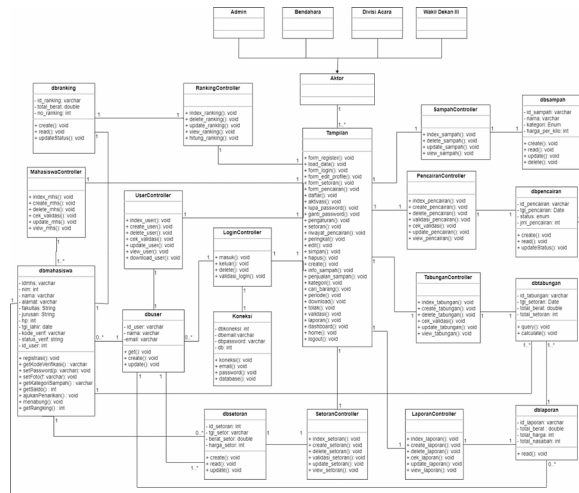 Admin
Bendahara
Divisi Acara
Wakil Dekan III
Aktor
1
1..*
dbranking
- id_ranking: varchar
- total_berat: double
- no_ranking: int
+ create(): void
+ read(): void
+ updateStatus(): void
RankingController
+ index_ranking(): void
+ delete_ranking(): void
+ update_ranking(): void
+ view_ranking(): void
+ hitung_ranking(): void
MahasiswaController
+ index_mhs(): void
+ create_mhs(): void
+ delete_mhs(): void
+ cek_validasi(): void
+ update_mhs(): void
+ view_mhs(): void
UserController
+ index_user(): void
+ create_user(): void
+ delete_user(): void
+ cek_validasi(): void
+ update_user(): void
+ view_user(): void
+ download_user(): void
LoginController
+ masuk(): void
+ keluar(): void
+ delete(): void
+ validasi_login(): void
Koneksi
- dbkoneksi: int
- dbemail:varchar
- dbpassword: varchar
- db: int
+ koneksi(): void
+ email(): void
+ password(): void
+ database(): void
Tampilan
+ form_register(): void
+ load_data(): void
+ form_login(): void
+ form_edit_profile(): void
+ form_setoran(): void
+ form_pencairan(): void
+ daftar(): void
+ aktivasi(): void
+ lupa_password(): void
+ ganti_password(): void
+ pengaturan(): void
+ setoran(): void
+ riwayat_pencairan(): void
+ peringkat(): void
+ edit(): void
+ simpan(): void
+ hapus(): void
+ create(): void
+ info_sampah(): void
+ penjualan_sampah(): void
+ kategori(): void
+ cari_barang(): void
+ periode(): void
+ download(): void
+ tolak(): void
+ validasi(): void
+ laporan(): void
+ dashboard(): void
+ home(): void
+ logout(): void
SampahController
+ index_sampah(): void
+ delete_sampah(): void
+ update_sampah(): void
+ view_sampah(): void
dbsampah
- id_sampah: varchar
- nama: varchar
- kategori: Enum
- harga_per_kilo: int
+ create(): void
+ read(): void
+ update(): void
+ delete(): void
PencairanController
+ index_pencairan(): void
+ create_pencairan(): void
+ delete_pencairan(): void
+ validasi_pencairan(): void
+ cek_validasi(): void
+ update_pencairan(): void
+ view_pencairan(): void
dbpencairan
- id_pencairan: varchar
- tgl_pencairan: Date
- status: enum
- jml_pencairan: int
+ create(): void
+ read(): void
+ updateStatus(): void
TabunganController
+ index_tabungan(): void
+ create_tabungan(): void
+ delete_tabungan(): void
+ cek_validasi(): void
+ update_tabungan(): void
+ view_tabungan(): void
dbtabungan
- id_tabungan: varchar
- tgl_setoran: Date
- total_berat: double
- total_setoran: int
+ query(): void
+ calculate(): void
dbmahasiswa
- idmhs: varchar
- nim: int
- nama: varchar
- alamat: varchar
- fakultas: String
- jurusan: String
- hp: int
- tgl_lahir: date
- kode_verif: varchar
- status_verif: string
- id_user: int
+ registrasi(): void
+ getKodeVerifikasi(): void
+ setPassword(p: varchar): void
+ setFoto(f: varchar): void
+ getKategoriSampah() : void
+ getSaldo() : int
+ ajukanPenarikan(): void
+ menabung(): void
+ getRangking(): int
dbuser
- id_user: varchar
- nama: varchar
-email: varchar
+ get(): void
+ create(): void
+ update(): void
dbsetoran
- id_setoran: int
- tgl_setor: varchar
- berat_setor: double
- harga_setor: int
+ create(): void
+ read(): void
+ update(): void
SetoranController
+ index_setoran(): void
+ create_setoran(): void
+ delete_setoran(): void
+ validasi_setoran(): void
+ update_setoran(): void
+ view_setoran(): void
LaporanController
+ index_laporan(): void
+ create_laporan(): void
+ delete_laporan(): void
+ cek_laporan(): void
+ update_laporan(): void
+ view_laporan(): void
dblaporan
- id_laporan: varchar
- total_berat : double
- total_harga: int
- total_nasabah: int
+ read(): void
0..*
0..*
0..*
1..*
1..*
1..*
0..*